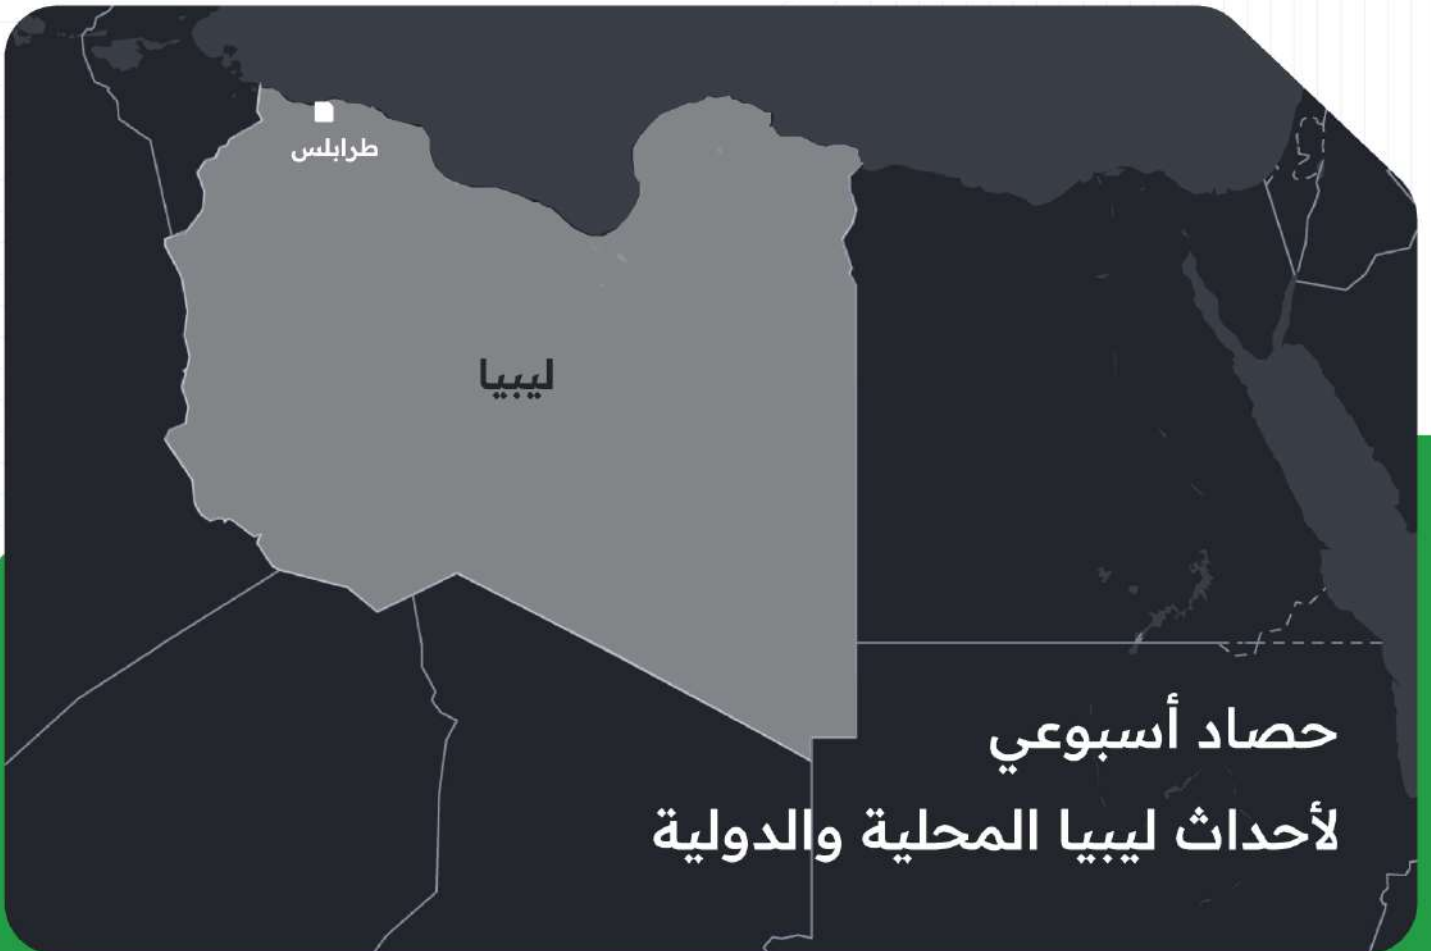 طرابلس
ليبيا
حصاد أسبوعي
لأحداث ليبيا المحلية والدولية